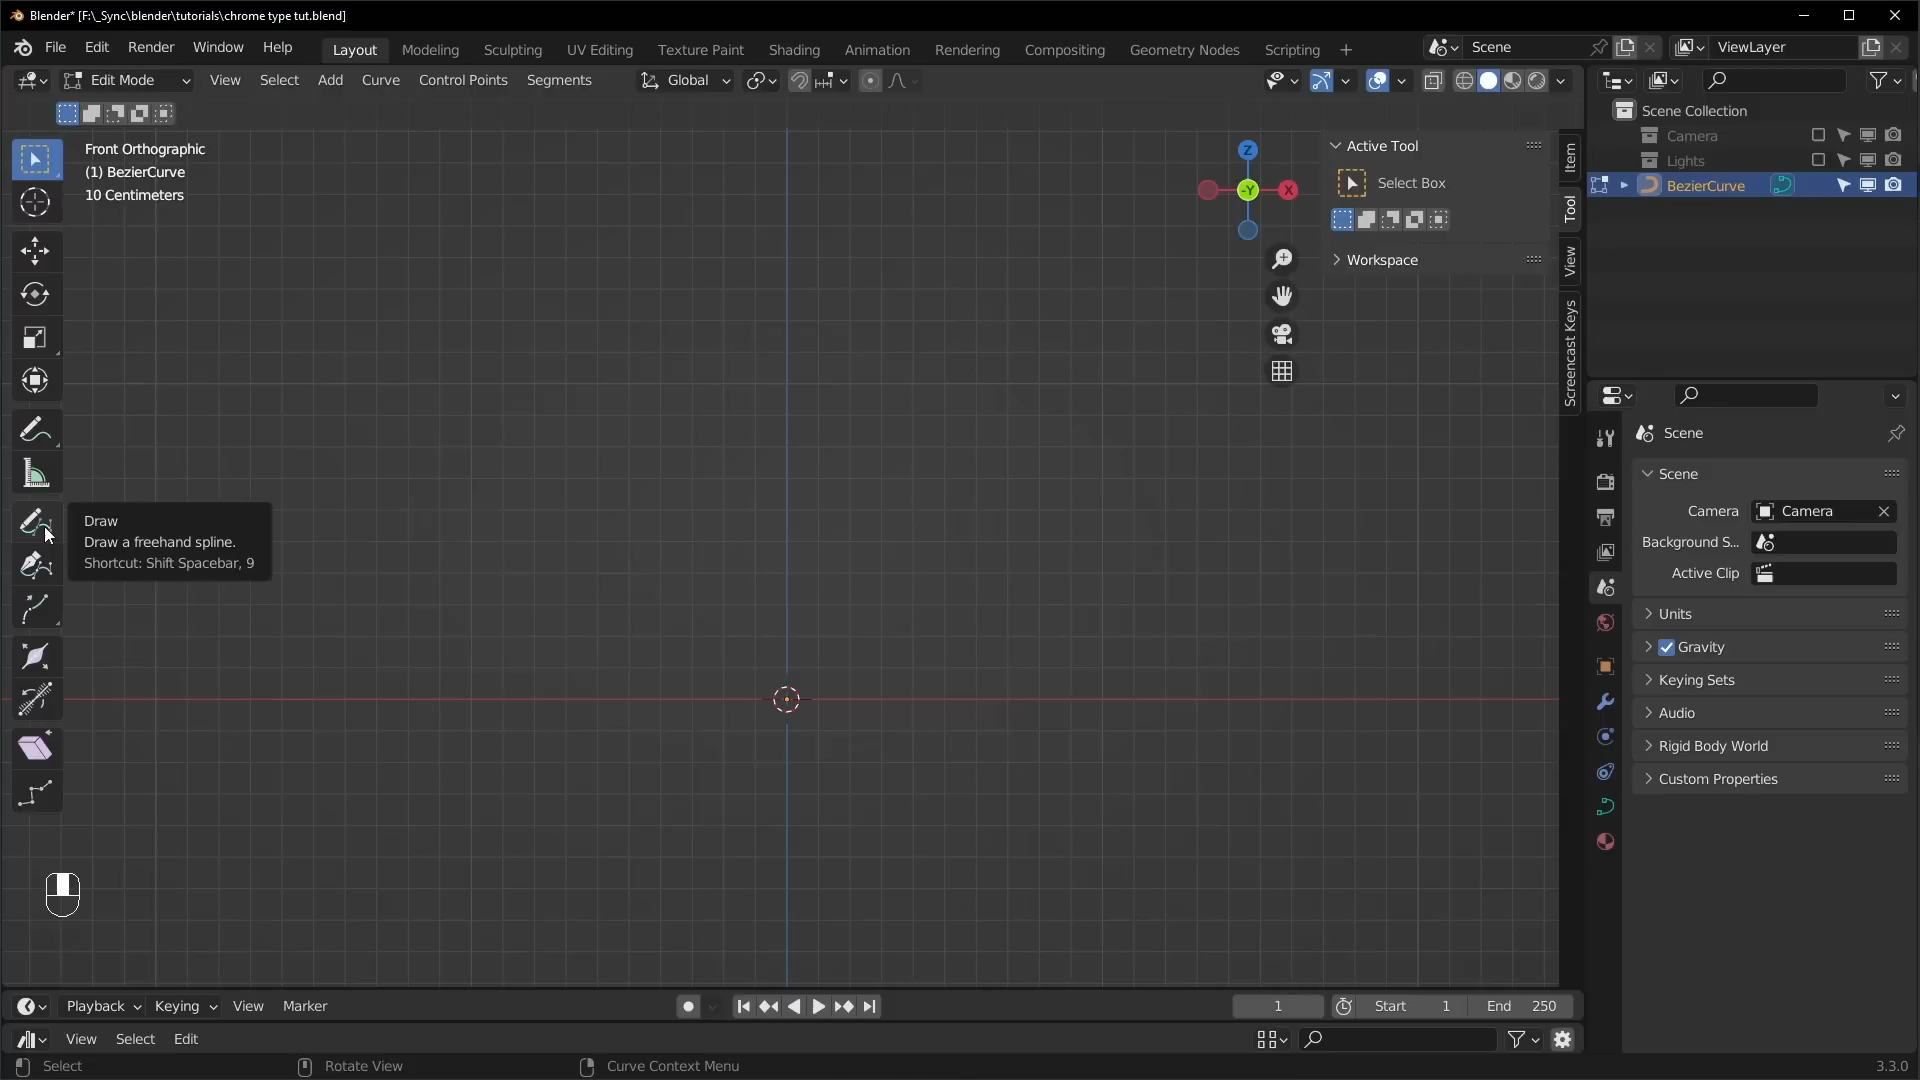 Blender* [F:\_Sync\blender\tutorials\chrome type tut.blend]
File Edit Render Window Help
Layout Modeling Sculpting UV Editing Texture Paint Shading Animation Rendering Compositing Geometry Nodes Scripting +
Scene
ViewLayer
Edit Mode View Select Add Curve Control Points Segments
Global
Front Orthographic
(1) BezierCurve
10 Centimeters
Z
-Y
X
Active Tool
Select Box
Workspace
Item
Tool
View
Screencast Keys
Scene Collection
Camera
Lights
BezierCurve
Draw
Draw a freehand spline.
Shortcut: Shift Spacebar, 9
Scene
Scene
Camera Camera
Background S...
Active Clip
Units
Gravity
Keying Sets
Audio
Rigid Body World
Custom Properties
Playback Keying View Marker
1 Start 1 End 250
View Select Edit
Select Rotate View Curve Context Menu 3.3.0